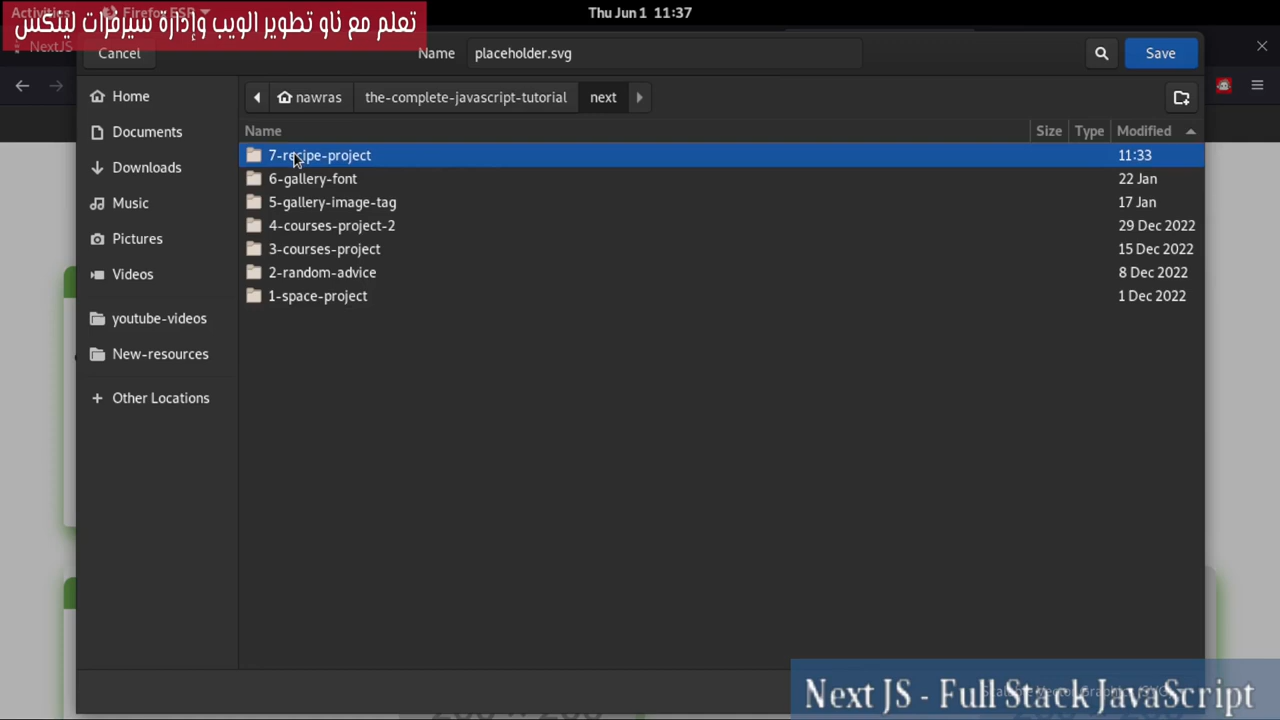 Activities Firefox ESR Thu Jun 1 11:37
تعلم مع ناو تطوير الويب وإدارة سيرفرات لينكس
NextJS
Cancel Name placeholder.svg Save
nawras the-complete-javascript-tutorial next
Home
Documents
Downloads
Music
Pictures
Videos
youtube-videos
New-resources
Other Locations
Name Size Type Modified
7-recipe-project 11:33
6-gallery-font 22 Jan
5-gallery-image-tag 17 Jan
4-courses-project-2 29 Dec 2022
3-courses-project 15 Dec 2022
2-random-advice 8 Dec 2022
1-space-project 1 Dec 2022
Next JS - Full Stack JavaScript